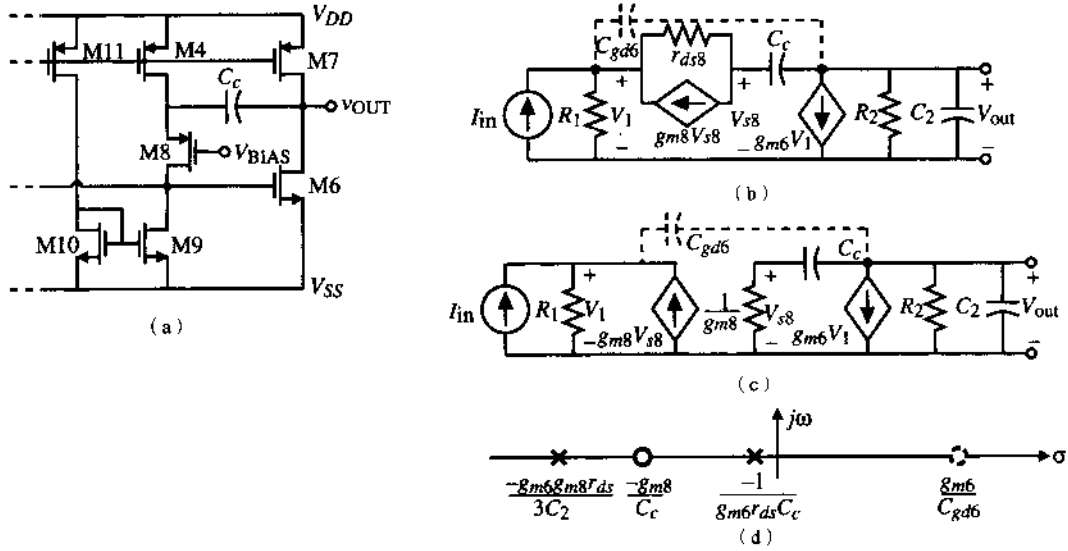 V_DD
M11
M4
M7
C_c
v_OUT
M8
V_BIAS
M6
M10
M9
V_SS
(a)
C_gd6
r_ds8
C_c
I_in
R_1
+
V_1
−
g_m8V_s8
+
V_s8
−
g_m6V_1
R_2
C_2
+
V_out
−
(b)
C_gd6
C_c
I_in
R_1
+
V_1
−
g_m8V_s8
1/g_m8
+
V_s8
−
g_m6V_1
R_2
C_2
+
V_out
−
(c)
jω
σ
-g_m6g_m8r_ds/3C_2
-g_m8/C_c
-1/g_m6r_dsC_c
g_m6/C_gd6
(d)